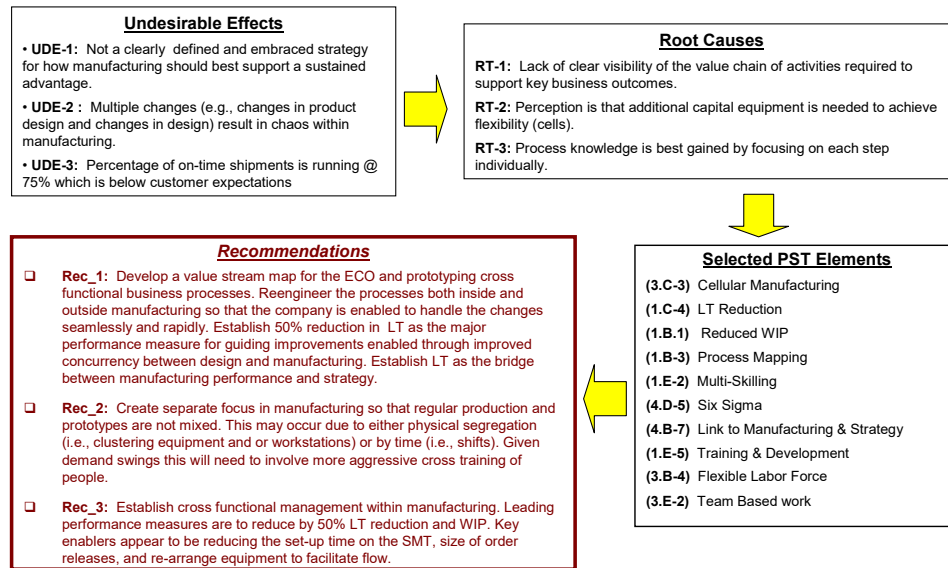 Undesirable Effects
• UDE-1: Not a clearly defined and embraced strategy
for how manufacturing should best support a sustained
advantage.
• UDE-2 : Multiple changes (e.g., changes in product
design and changes in design) result in chaos within
manufacturing.
• UDE-3: Percentage of on-time shipments is running @
75% which is below customer expectations
Root Causes
RT-1: Lack of clear visibility of the value chain of activities required to
support key business outcomes.
RT-2: Perception is that additional capital equipment is needed to achieve
flexibility (cells).
RT-3: Process knowledge is best gained by focusing on each step
individually.
Selected PST Elements
(3.C-3) Cellular Manufacturing
(1.C-4) LT Reduction
(1.B.1) Reduced WIP
(1.B-3) Process Mapping
(1.E-2) Multi-Skilling
(4.D-5) Six Sigma
(4.B-7) Link to Manufacturing & Strategy
(1.E-5) Training & Development
(3.B-4) Flexible Labor Force
(3.E-2) Team Based work
Recommendations
❑ Rec_1: Develop a value stream map for the ECO and prototyping cross
functional business processes. Reengineer the processes both inside and
outside manufacturing so that the company is enabled to handle the changes
seamlessly and rapidly. Establish 50% reduction in LT as the major
performance measure for guiding improvements enabled through improved
concurrency between design and manufacturing. Establish LT as the bridge
between manufacturing performance and strategy.
❑ Rec_2: Create separate focus in manufacturing so that regular production and
prototypes are not mixed. This may occur due to either physical segregation
(i.e., clustering equipment and or workstations) or by time (i.e., shifts). Given
demand swings this will need to involve more aggressive cross training of
people.
❑ Rec_3: Establish cross functional management within manufacturing. Leading
performance measures are to reduce by 50% LT reduction and WIP. Key
enablers appear to be reducing the set-up time on the SMT, size of order
releases, and re-arrange equipment to facilitate flow.